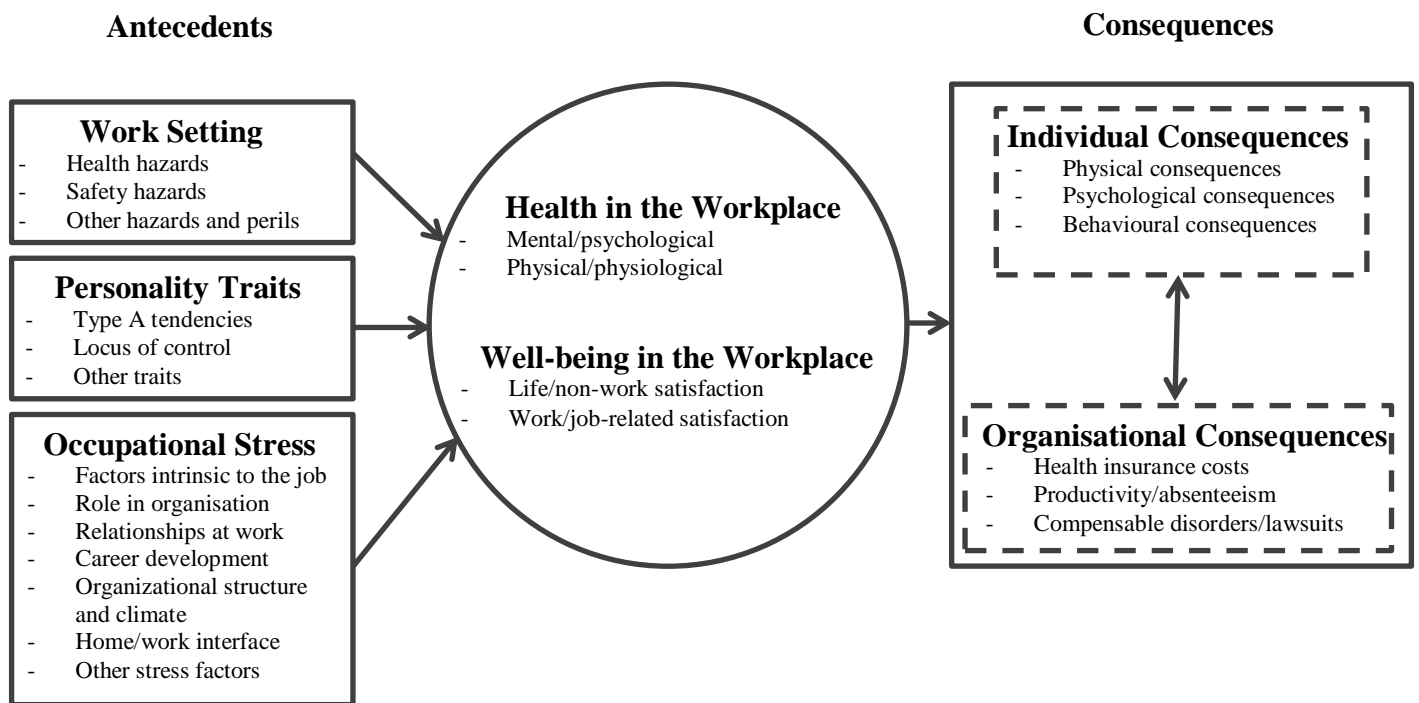 Antecedents
Consequences
Work Setting
- Health hazards
- Safety hazards
- Other hazards and perils
Personality Traits
- Type A tendencies
- Locus of control
- Other traits
Occupational Stress
- Factors intrinsic to the job
- Role in organisation
- Relationships at work
- Career development
- Organizational structure
and climate
- Home/work interface
- Other stress factors
Health in the Workplace
- Mental/psychological
- Physical/physiological
Well-being in the Workplace
- Life/non-work satisfaction
- Work/job-related satisfaction
Individual Consequences
- Physical consequences
- Psychological consequences
- Behavioural consequences
Organisational Consequences
- Health insurance costs
- Productivity/absenteeism
- Compensable disorders/lawsuits